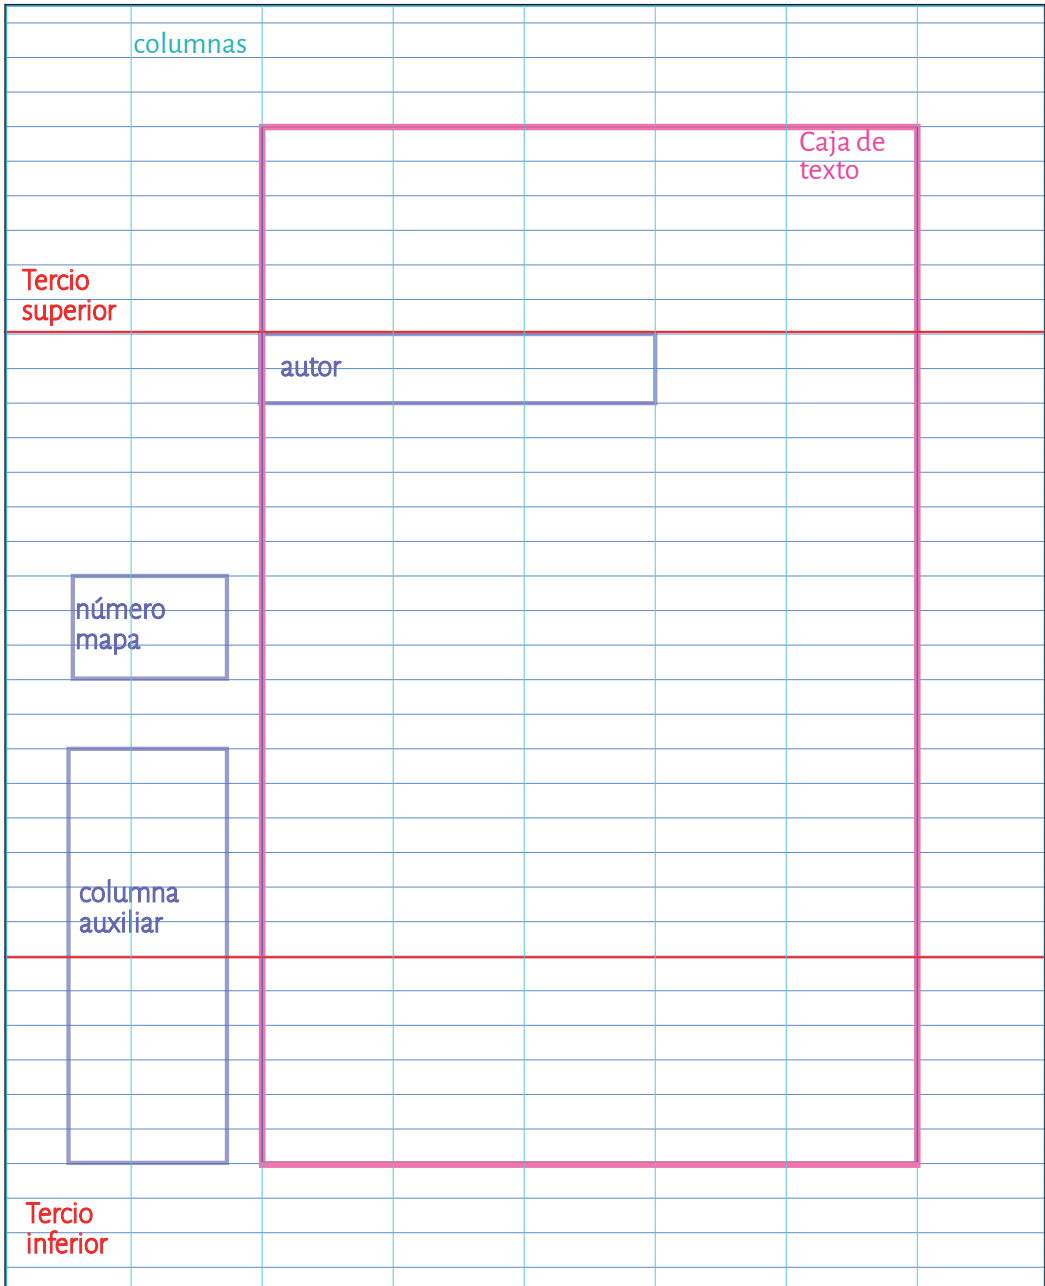 columnas
Caja de
texto
Tercio
superior
autor
número
mapa
columna
auxiliar
Tercio
inferior